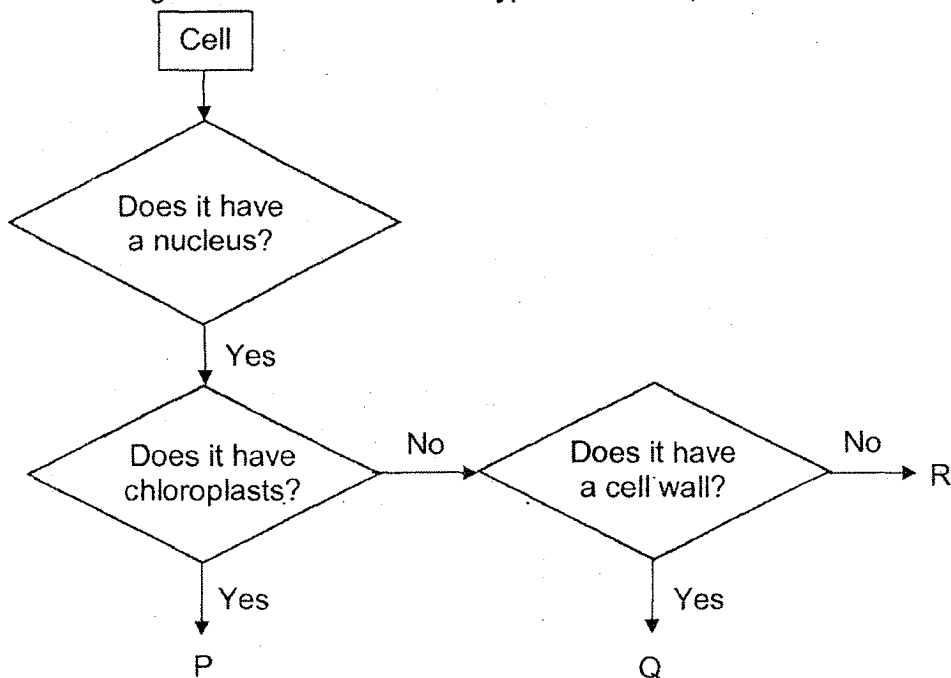 Cell
Does it have
a nucleus?
Yes
Does it have
chloroplasts?
No
Does it have
a cell wall?
No
R
Yes
P
Yes
Q